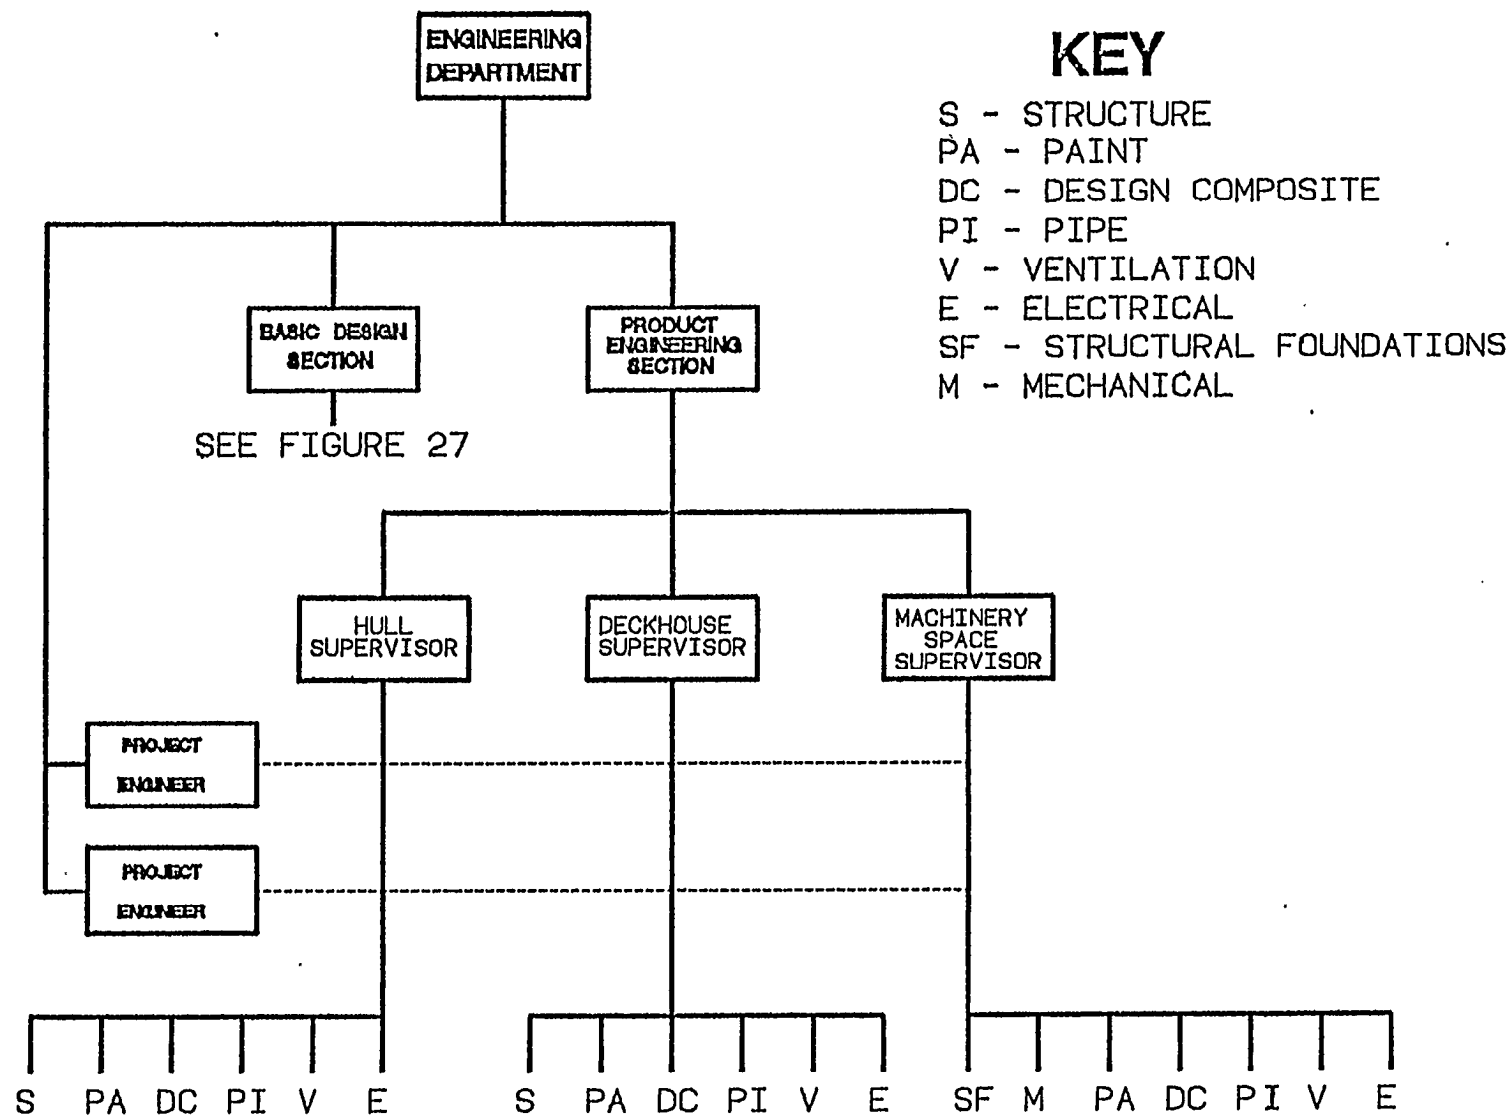 ENGINEERING
DEPARTMENT
KEY
S - STRUCTURE
PA - PAINT
DC - DESIGN COMPOSITE
PI - PIPE
V - VENTILATION
E - ELECTRICAL
SF - STRUCTURAL FOUNDATIONS
M - MECHANICAL
BASIC DESIGN
SECTION
PRODUCT
ENGINEERING
SECTION
SEE FIGURE 27
HULL
SUPERVISOR
DECKHOUSE
SUPERVISOR
MACHINERY
SPACE
SUPERVISOR
PROJECT
ENGINEER
PROJECT
ENGINEER
S PA DC PI V E S PA DC PI V E SF M PA DC PI V E